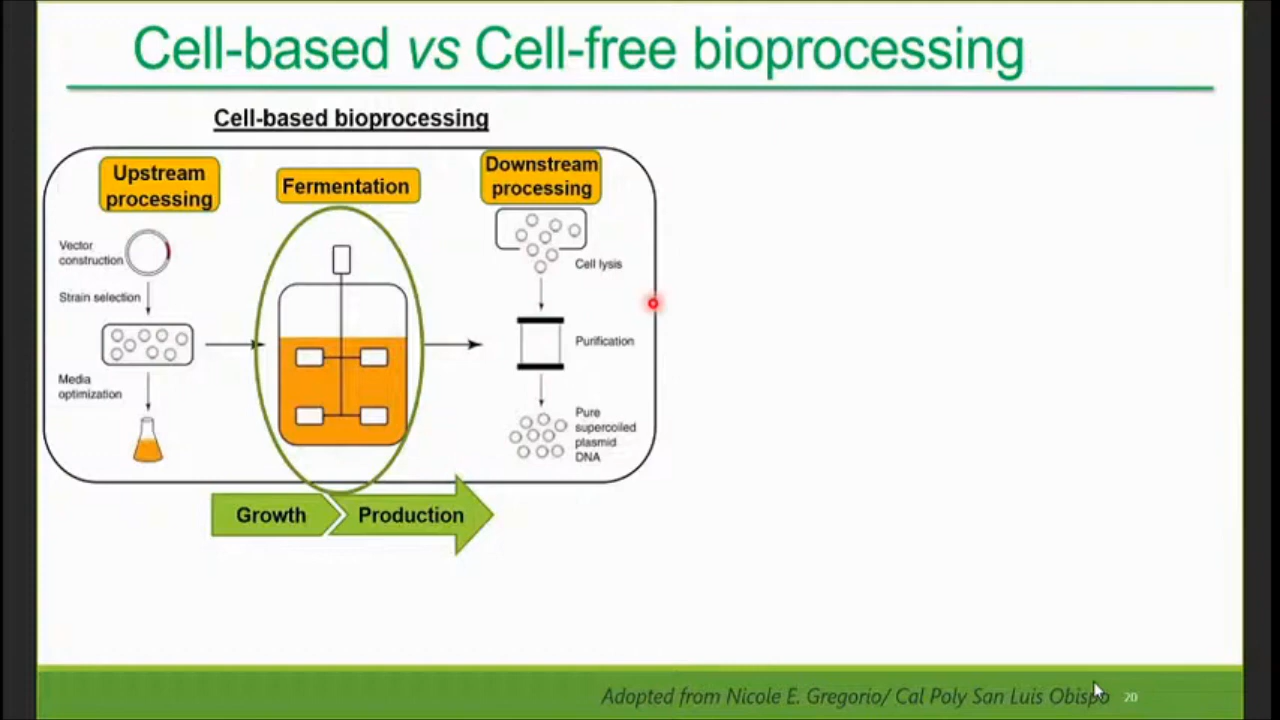 Cell-based vs Cell-free bioprocessing
Cell-based bioprocessing
Upstream
processing
Vector
construction
Strain selection
Media
optimization
Fermentation
Downstream
processing
Cell lysis
Purification
Pure
supercoiled
plasmid
DNA
Growth
Production
Adopted from Nicole E. Gregorio/ Cal Poly San Luis Obispo
20